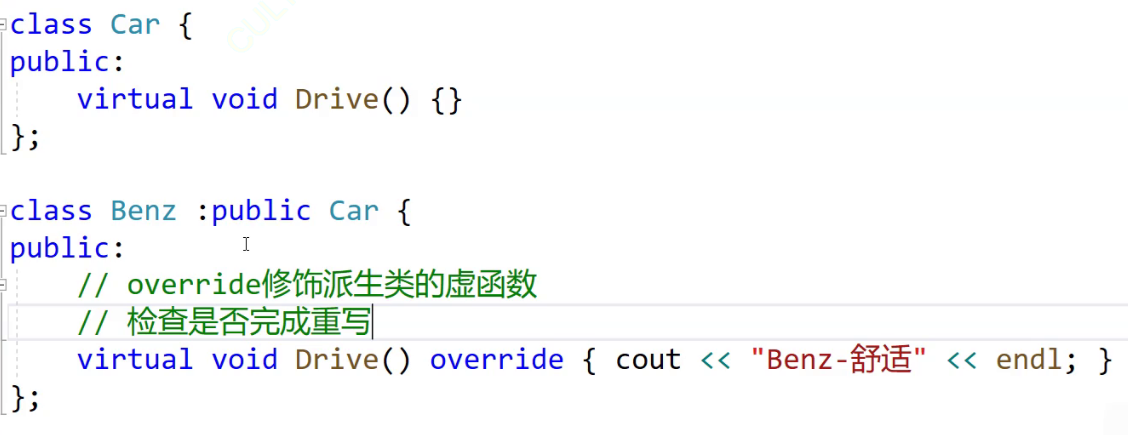 class Car {
public:
    virtual void Drive() {}
};
class Benz :public Car {
public:
    // override修饰派生类的虚函数
    // 检查是否完成重写
    virtual void Drive() override { cout << "Benz-舒适" << endl; }
};